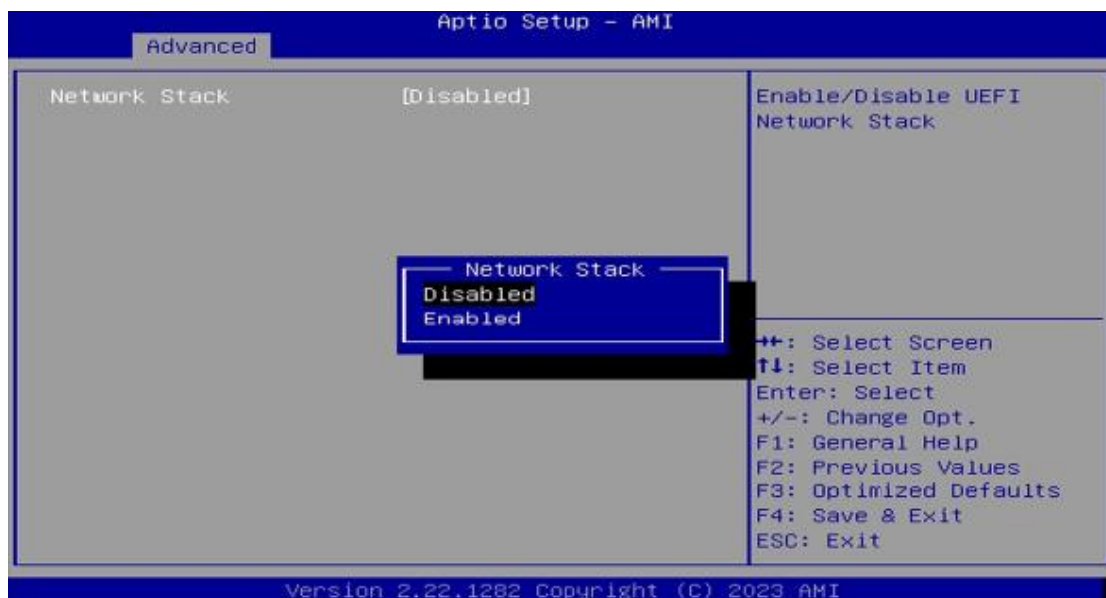 Aptio Setup – AMI
Advanced
Network Stack [Disabled]
Enable/Disable UEFI
Network Stack
Network Stack
Disabled
Enabled
→←: Select Screen
↑↓: Select Item
Enter: Select
+/-: Change Opt.
F1: General Help
F2: Previous Values
F3: Optimized Defaults
F4: Save & Exit
ESC: Exit
Version 2.22.1282 Copyright (C) 2023 AMI